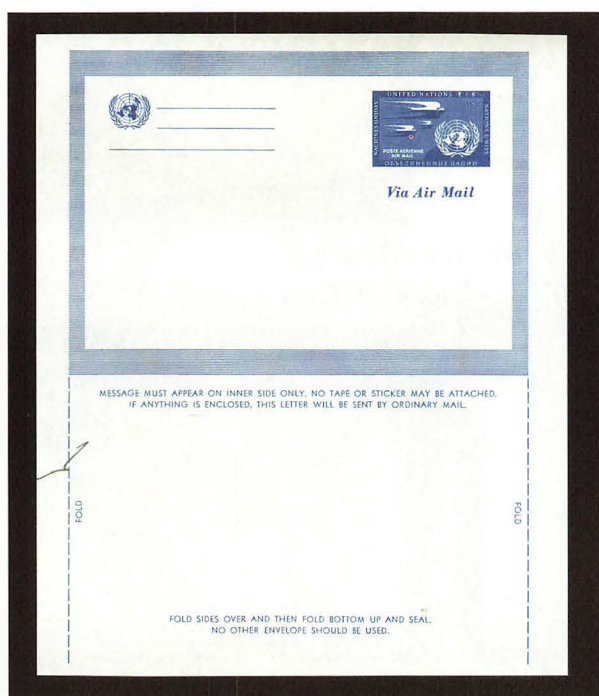 UNITED NATIONS
NATIONS UNIES
POSTE AERIENNE
AIR MAIL
ОБЪЕДИНЕННЫЕ НАЦИИ
Via Air Mail
MESSAGE MUST APPEAR ON INNER SIDE ONLY, NO TAPE OR STICKER MAY BE ATTACHED.
IF ANYTHING IS ENCLOSED, THIS LETTER WILL BE SENT BY ORDINARY MAIL.
FOLD
FOLD
FOLD SIDES OVER AND THEN FOLD BOTTOM UP AND SEAL.
NO OTHER ENVELOPE SHOULD BE USED.